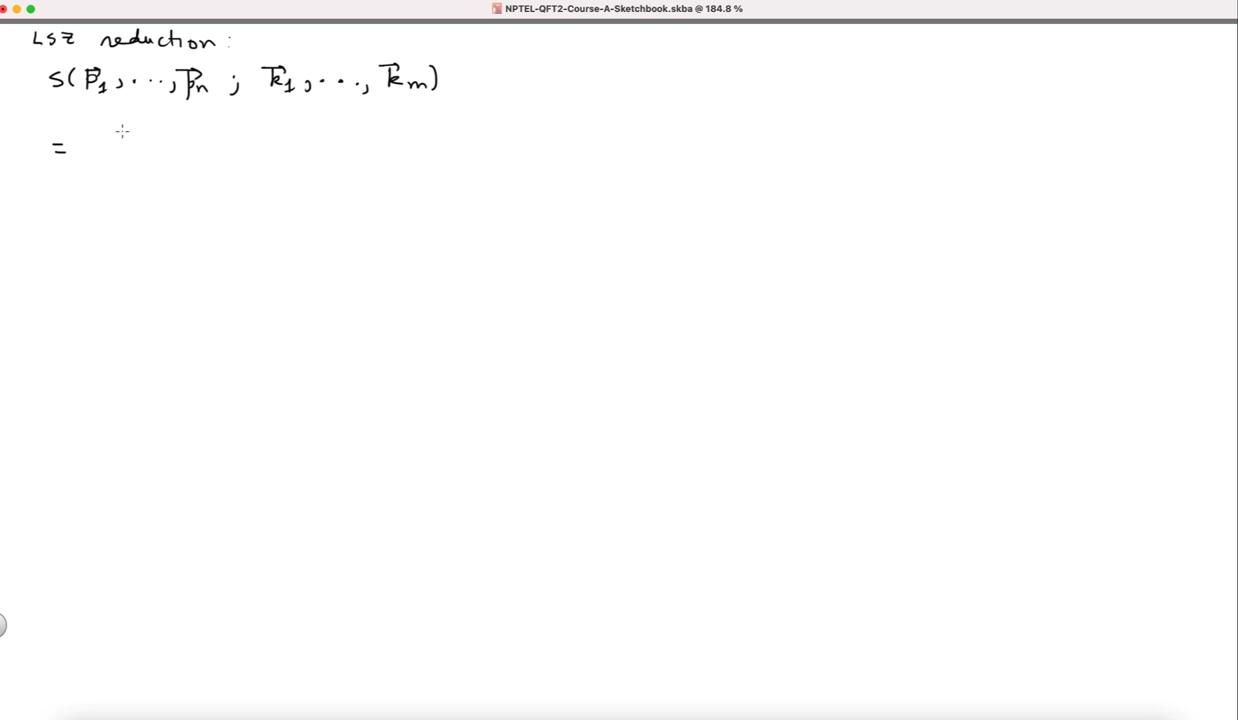 NPTEL-QFT2-Course-A-Sketchbook.skba @ 184.8 %
LSZ reduction :
S(p⃗₁, ..., p⃗ₙ ; k⃗₁, ..., k⃗ₘ)
=